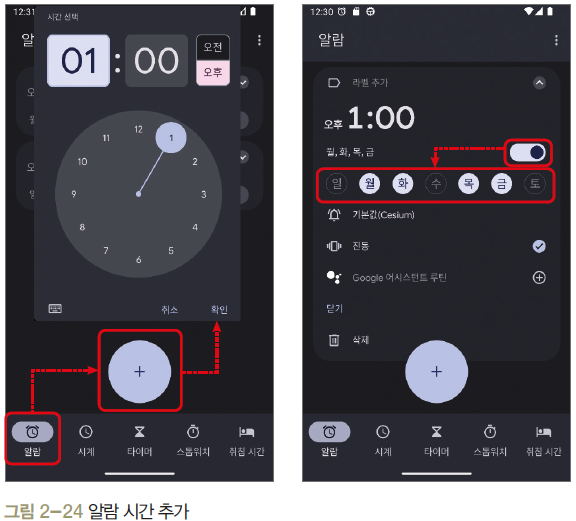 12:31
시간 선택
알
01 : 00
오전
오후
오
월
오
일
12
11
1
10
2
9
3
8
4
7
5
6
취소
확인
+
알람
시계
타이머
스톱워치
취침 시간
12:30
알람
라벨 추가
오후 1:00
월, 화, 목, 금
일 월 화 수 목 금 토
기본값(Cesium)
진동
Google 어시스턴트 루틴
닫기
삭제
+
알람
시계
타이머
스톱워치
취침 시간
그림 2-24 알람 시간 추가